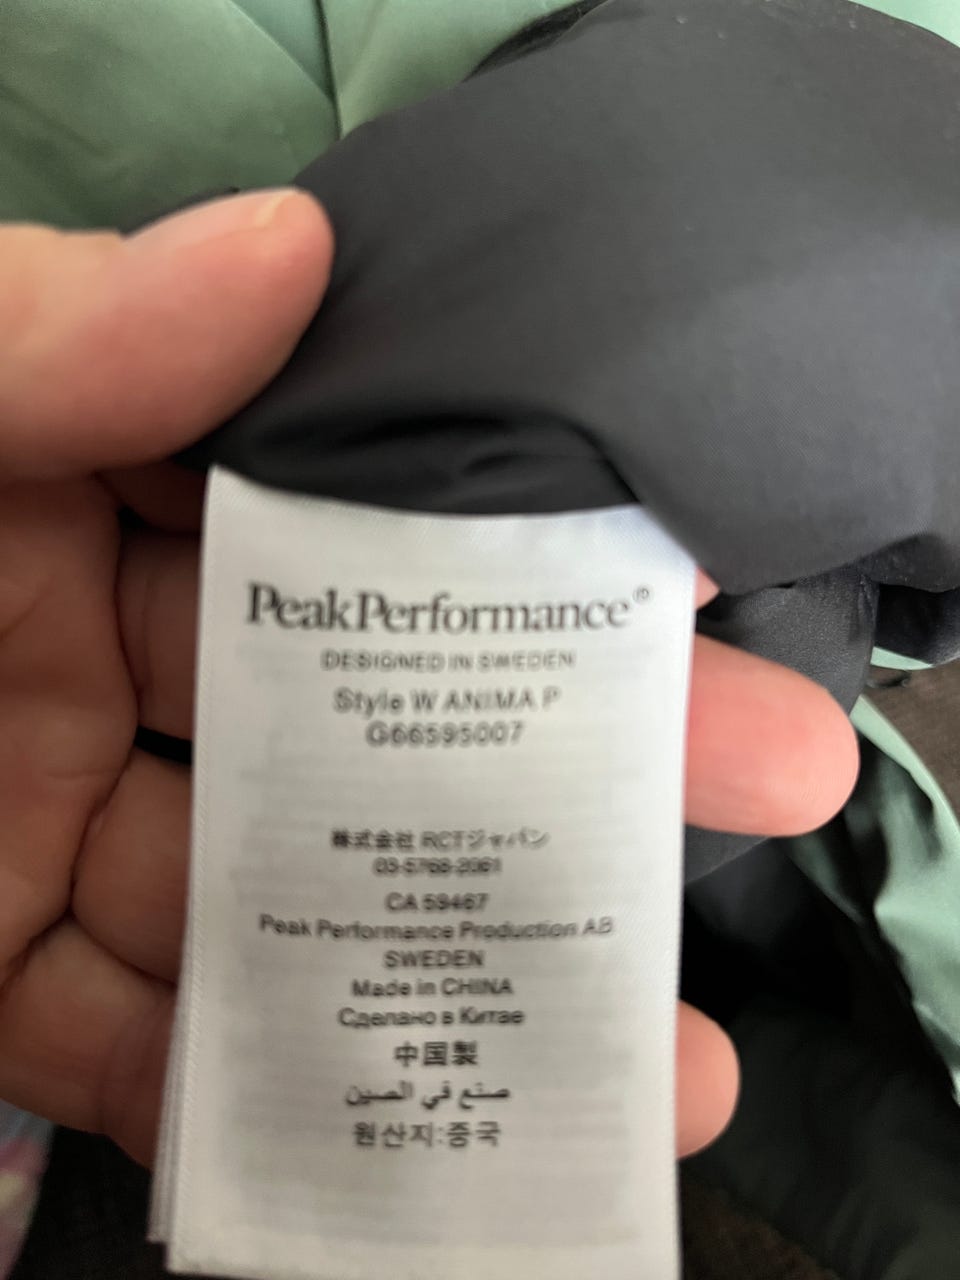 PeakPerformance®
DESIGNED IN SWEDEN
Style W ANIMA P
G66595007
株式会社 RCTジャパン
03-5768-2061
CA 59467
Peak Performance Production AB
SWEDEN
Made in CHINA
Сделано в Китае
中国製
صنع في الصين
원산지:중국